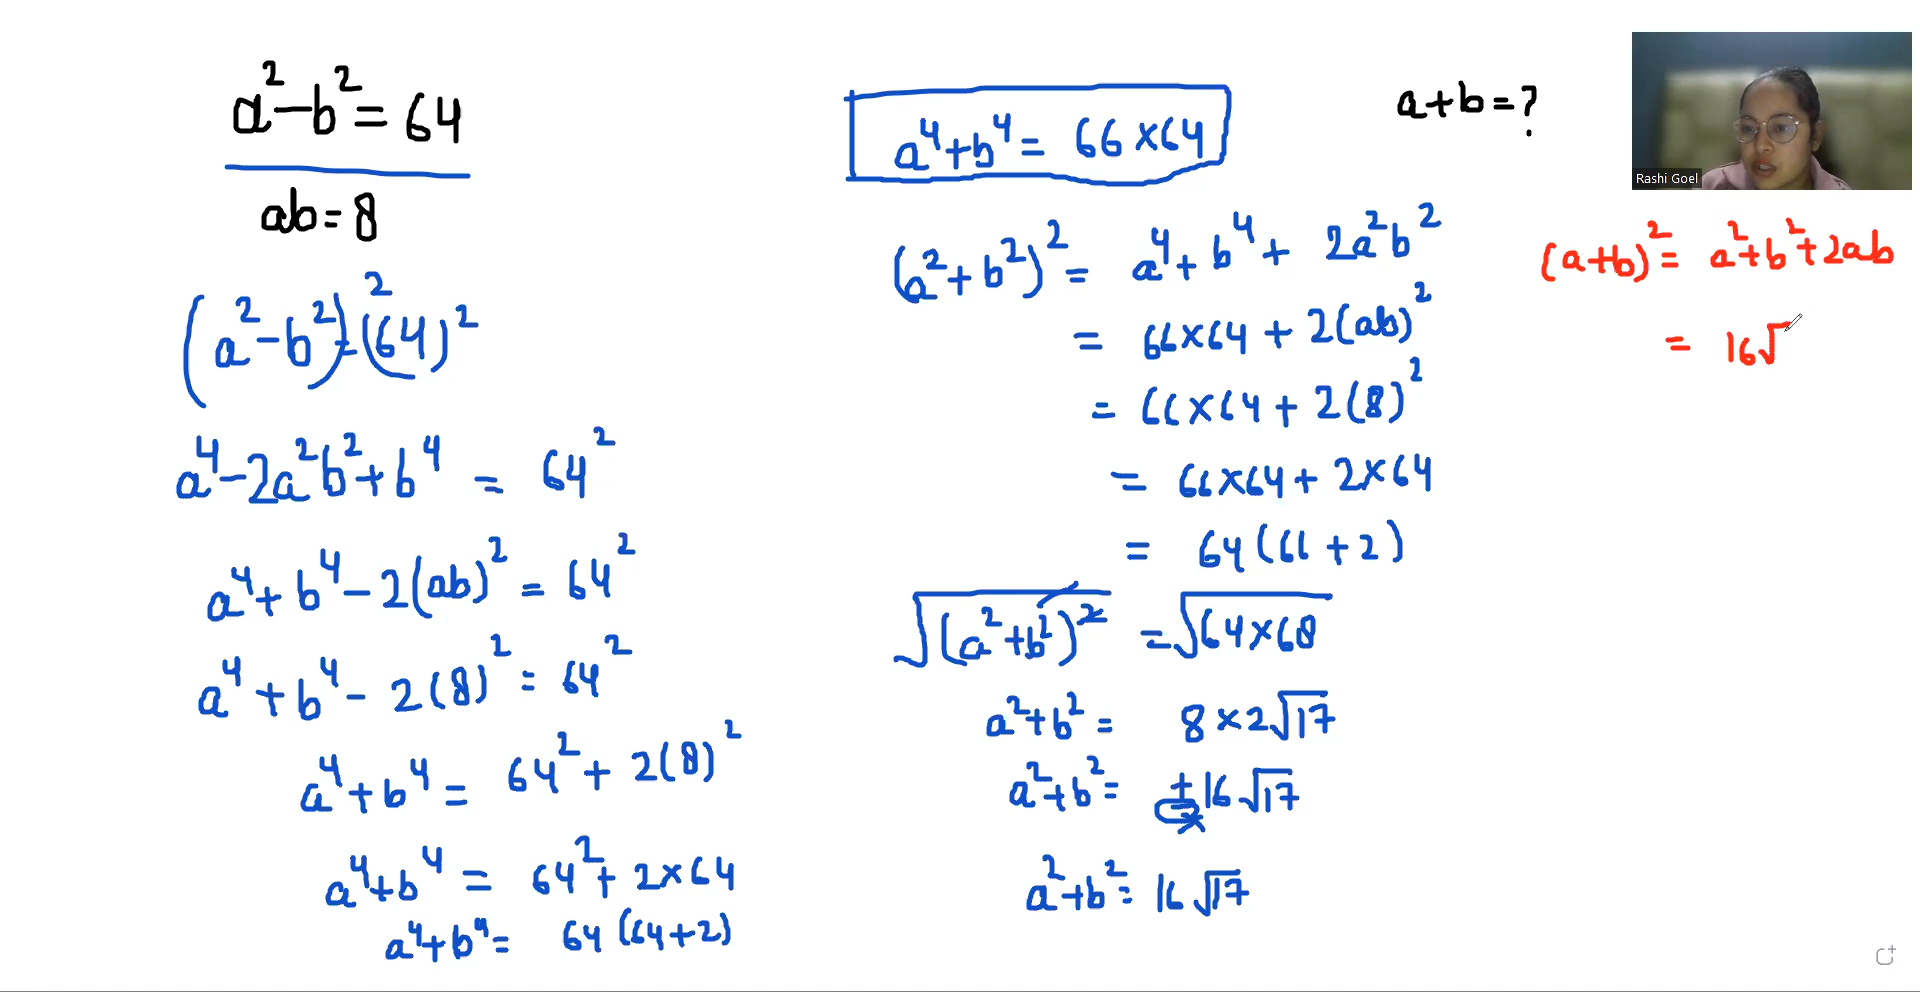 a²-b² = 64
ab = 8
(a²-b²)² = (64)²
a⁴-2a²b²+b⁴ = 64²
a⁴+b⁴-2(ab)² = 64²
a⁴+b⁴-2(8)² = 64²
a⁴+b⁴ = 64²+2(8)²
a⁴+b⁴ = 64²+2×64
a⁴+b⁴ = 64(64+2)
a⁴+b⁴ = 66×64
(a²+b²)² = a⁴+b⁴+2a²b²
= 66×64+2(ab)²
= 66×64+2(8)²
= 66×64+2×64
= 64(66+2)
√(a²+b²)² = √64×68
a²+b² = 8×2√17
a²+b² = ±16√17
a²+b² = 16√17
a+b=?
Rashi Goel
(a+b)² = a²+b²+2ab
= 16√